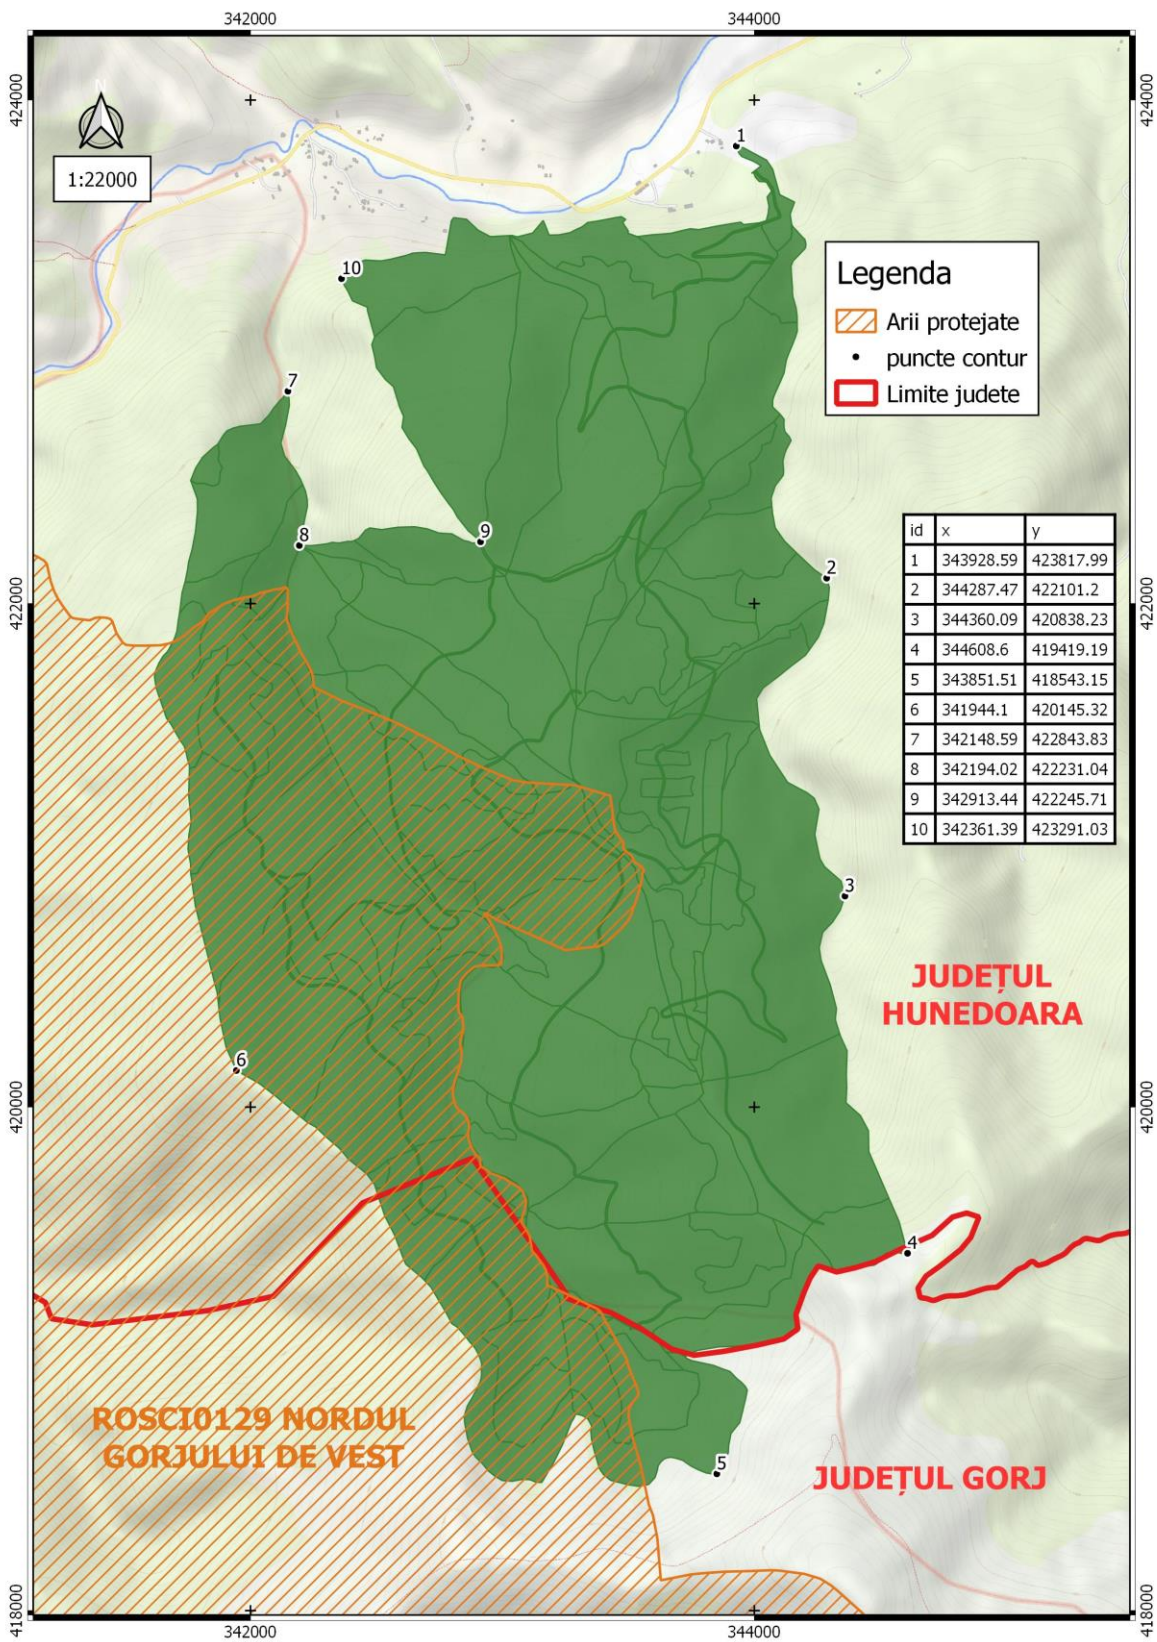 342000
344000
424000
424000
N
1:22000
1
10
7
8
9
2
3
4
5
6
Legenda
Arii protejate
puncte contur
Limite judete
id x y
1 343928.59 423817.99
2 344287.47 422101.2
3 344360.09 420838.23
4 344608.6 419419.19
5 343851.51 418543.15
6 341944.1 420145.32
7 342148.59 422843.83
8 342194.02 422231.04
9 342913.44 422245.71
10 342361.39 423291.03
422000
422000
JUDEȚUL
HUNEDOARA
420000
420000
ROSCI0129 NORDUL
GORJULUI DE VEST
JUDEȚUL GORJ
418000
418000
342000
344000